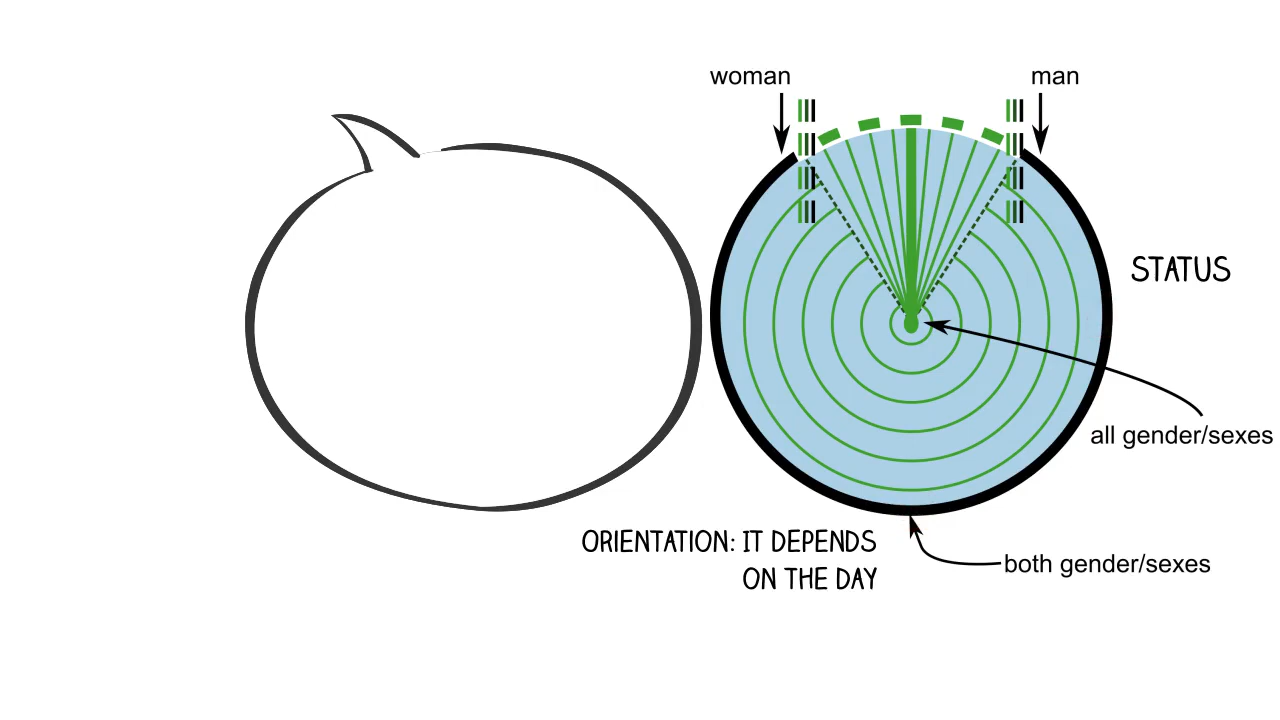 woman
man
STATUS
all gender/sexes
ORIENTATION: IT DEPENDS
ON THE DAY
both gender/sexes